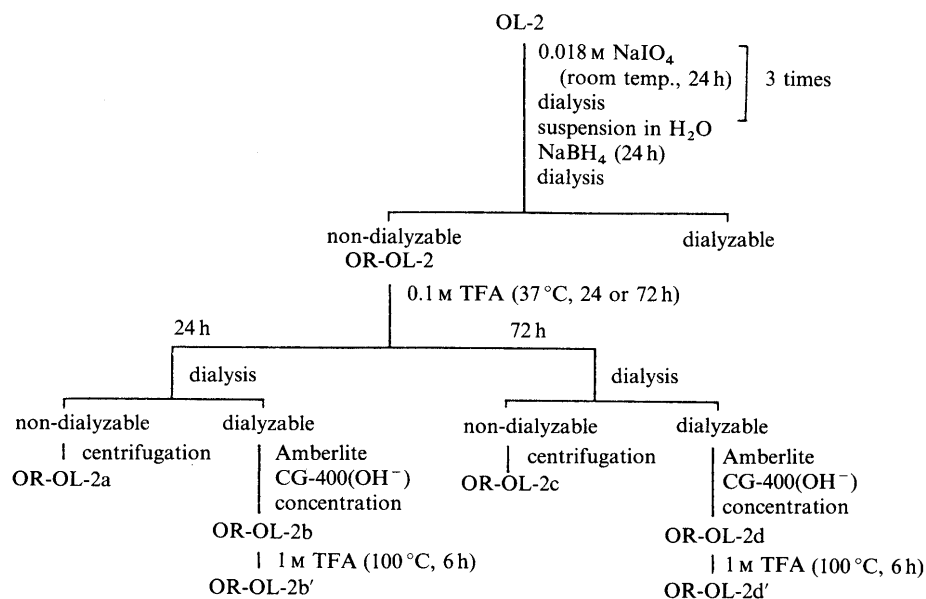 OL-2
0.018 M NaIO₄
(room temp., 24 h)
dialysis
3 times
suspension in H₂O
NaBH₄ (24 h)
dialysis
non-dialyzable
OR-OL-2
dialyzable
0.1 M TFA (37 °C, 24 or 72 h)
24 h
72 h
dialysis
dialysis
non-dialyzable
dialyzable
non-dialyzable
dialyzable
centrifugation
OR-OL-2a
Amberlite
CG-400(OH⁻)
concentration
OR-OL-2b
1 M TFA (100 °C, 6 h)
OR-OL-2b'
centrifugation
OR-OL-2c
Amberlite
CG-400(OH⁻)
concentration
OR-OL-2d
1 M TFA (100 °C, 6 h)
OR-OL-2d'